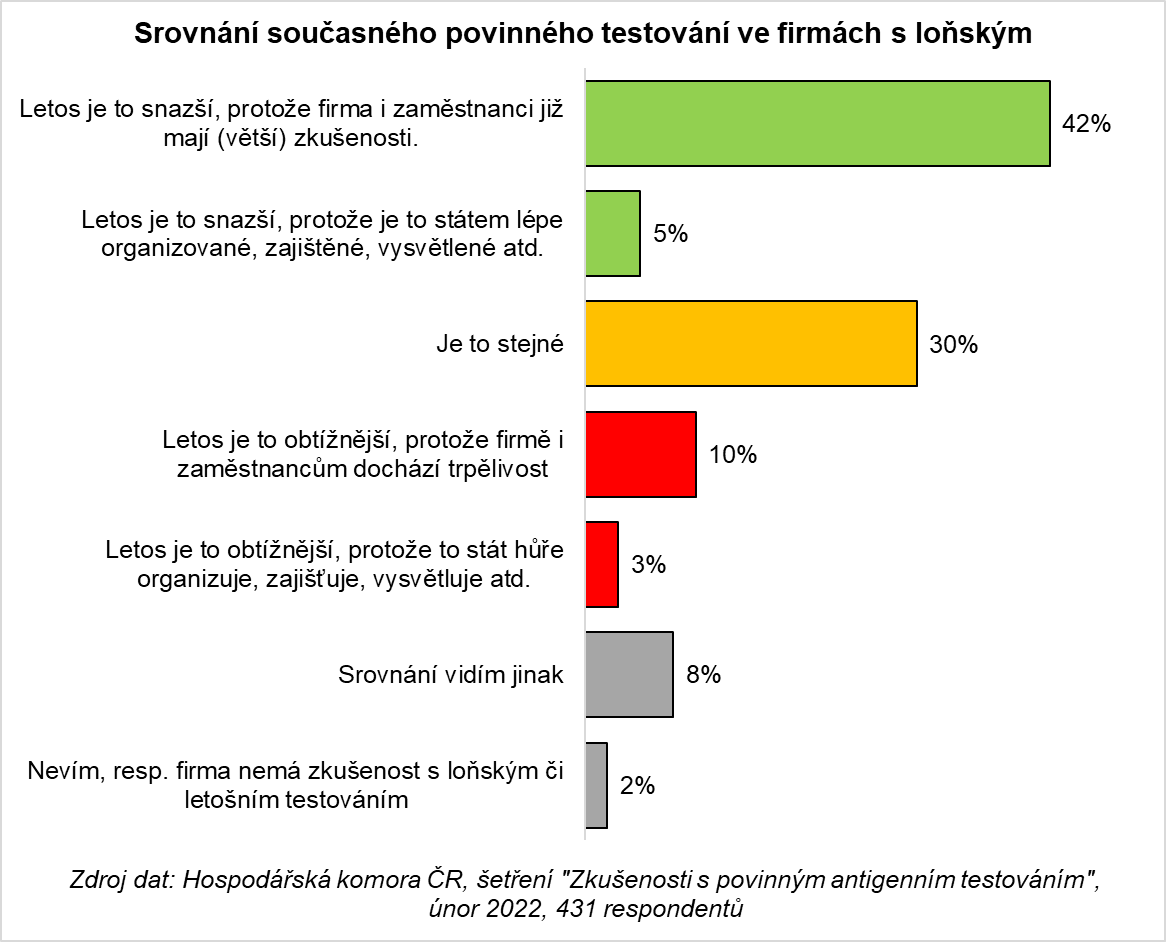 Srovnání současného povinného testování ve firmách s loňským
Letos je to snazší, protože firma i zaměstnanci již
mají (větší) zkušenosti.
42%
Letos je to snazší, protože je to státem lépe
organizované, zajištěné, vysvětlené atd.
5%
Je to stejné
30%
Letos je to obtížnější, protože firmě i
zaměstnancům dochází trpělivost
10%
Letos je to obtížnější, protože to stát hůře
organizuje, zajišťuje, vysvětluje atd.
3%
Srovnání vidím jinak
8%
Nevím, resp. firma nemá zkušenost s loňským či
letošním testováním
2%
Zdroj dat: Hospodářská komora ČR, šetření "Zkušenosti s povinným antigenním testováním",
únor 2022, 431 respondentů